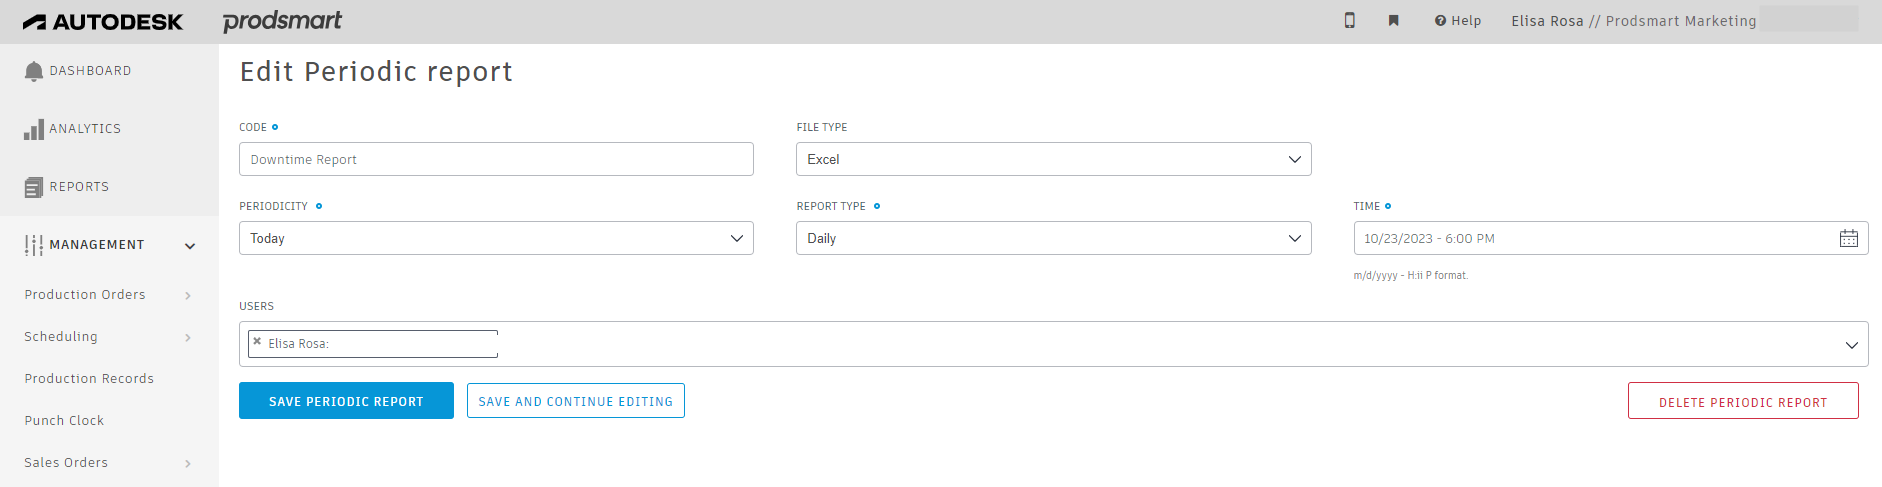 AUTODESK prodsmart Help Elisa Rosa // Prodsmart Marketing
DASHBOARD
ANALYTICS
REPORTS
MANAGEMENT
Production Orders
Scheduling
Production Records
Punch Clock
Sales Orders
Edit Periodic report
CODE FILE TYPE
Downtime Report Excel
PERIODICITY REPORT TYPE TIME
Today Daily 10/23/2023 - 6:00 PM
m/d/yyyy - H:ii P format.
USERS
Elisa Rosa:
SAVE PERIODIC REPORT SAVE AND CONTINUE EDITING DELETE PERIODIC REPORT